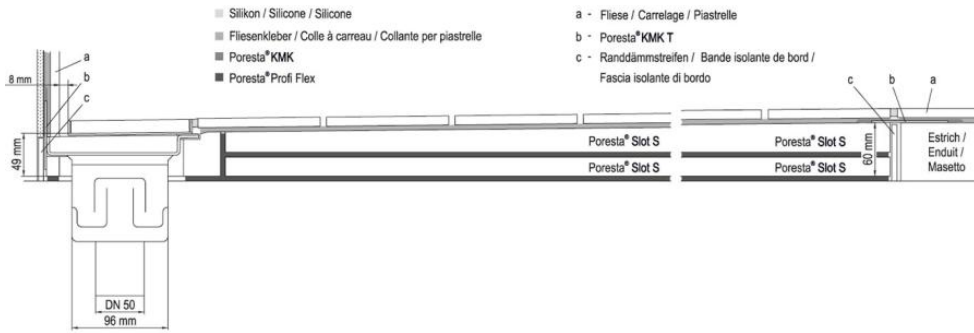 Silikon / Silicone / Silicone
Fliesenkleber / Colle à carreau / Collante per piastrelle
Poresta® KMK
Poresta® Profi Flex
a - Fliese / Carrelage / Piastrelle
b - Poresta® KMK T
c - Randdämmstreifen / Bande isolante de bord /
Fascia isolante di bordo
a
8 mm
b
c
49 mm
c
b
a
Poresta® Slot S
Poresta® Slot S
Poresta® Slot S
Poresta® Slot S
60 mm
Estrich /
Enduit /
Masetto
DN 50
96 mm